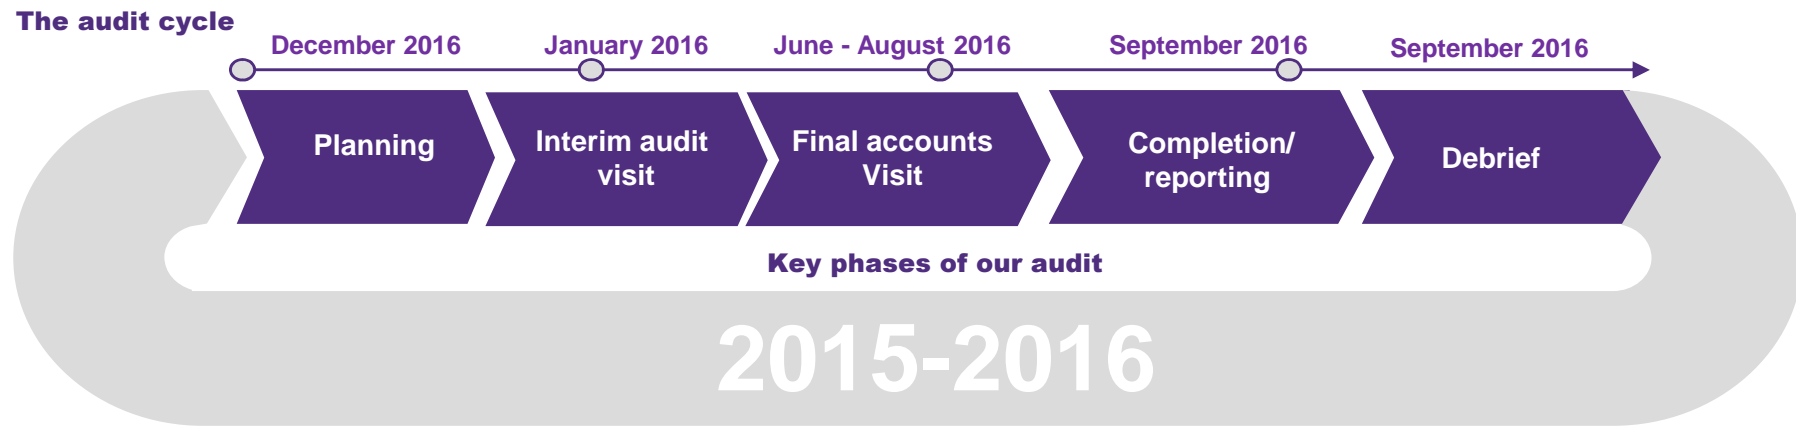 The audit cycle
December 2016
January 2016
June - August 2016
September 2016
September 2016
Planning
Interim audit
visit
Final accounts
Visit
Completion/
reporting
Debrief
Key phases of our audit
2015-2016